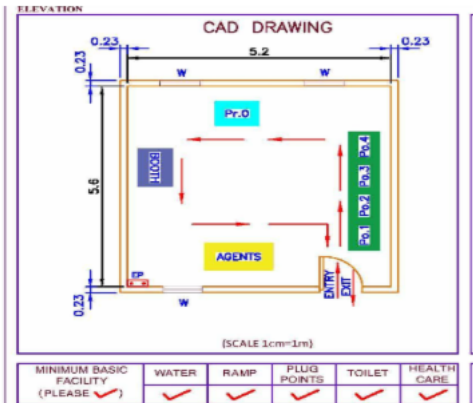 ELEVATION
CAD DRAWING
0.23
5.2
0.23
0.23
W
W
Pr.O
BOOTH
Po.1 Po.2 Po.3 Po.4
5.6
AGENTS
EP
0.23
W
ENTRY
EXIT
(SCALE 1cm=1m)
MINIMUM BASIC
FACILITY
(PLEASE ✓)
WATER
RAMP
PLUG
POINTS
TOILET
HEALTH
CARE